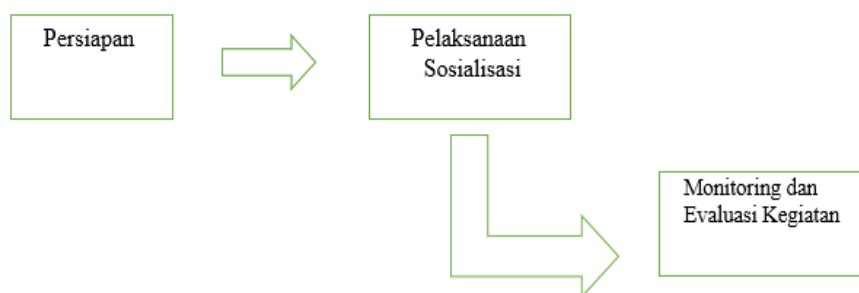 Persiapan
Pelaksanaan
Sosialisasi
Monitoring dan
Evaluasi Kegiatan